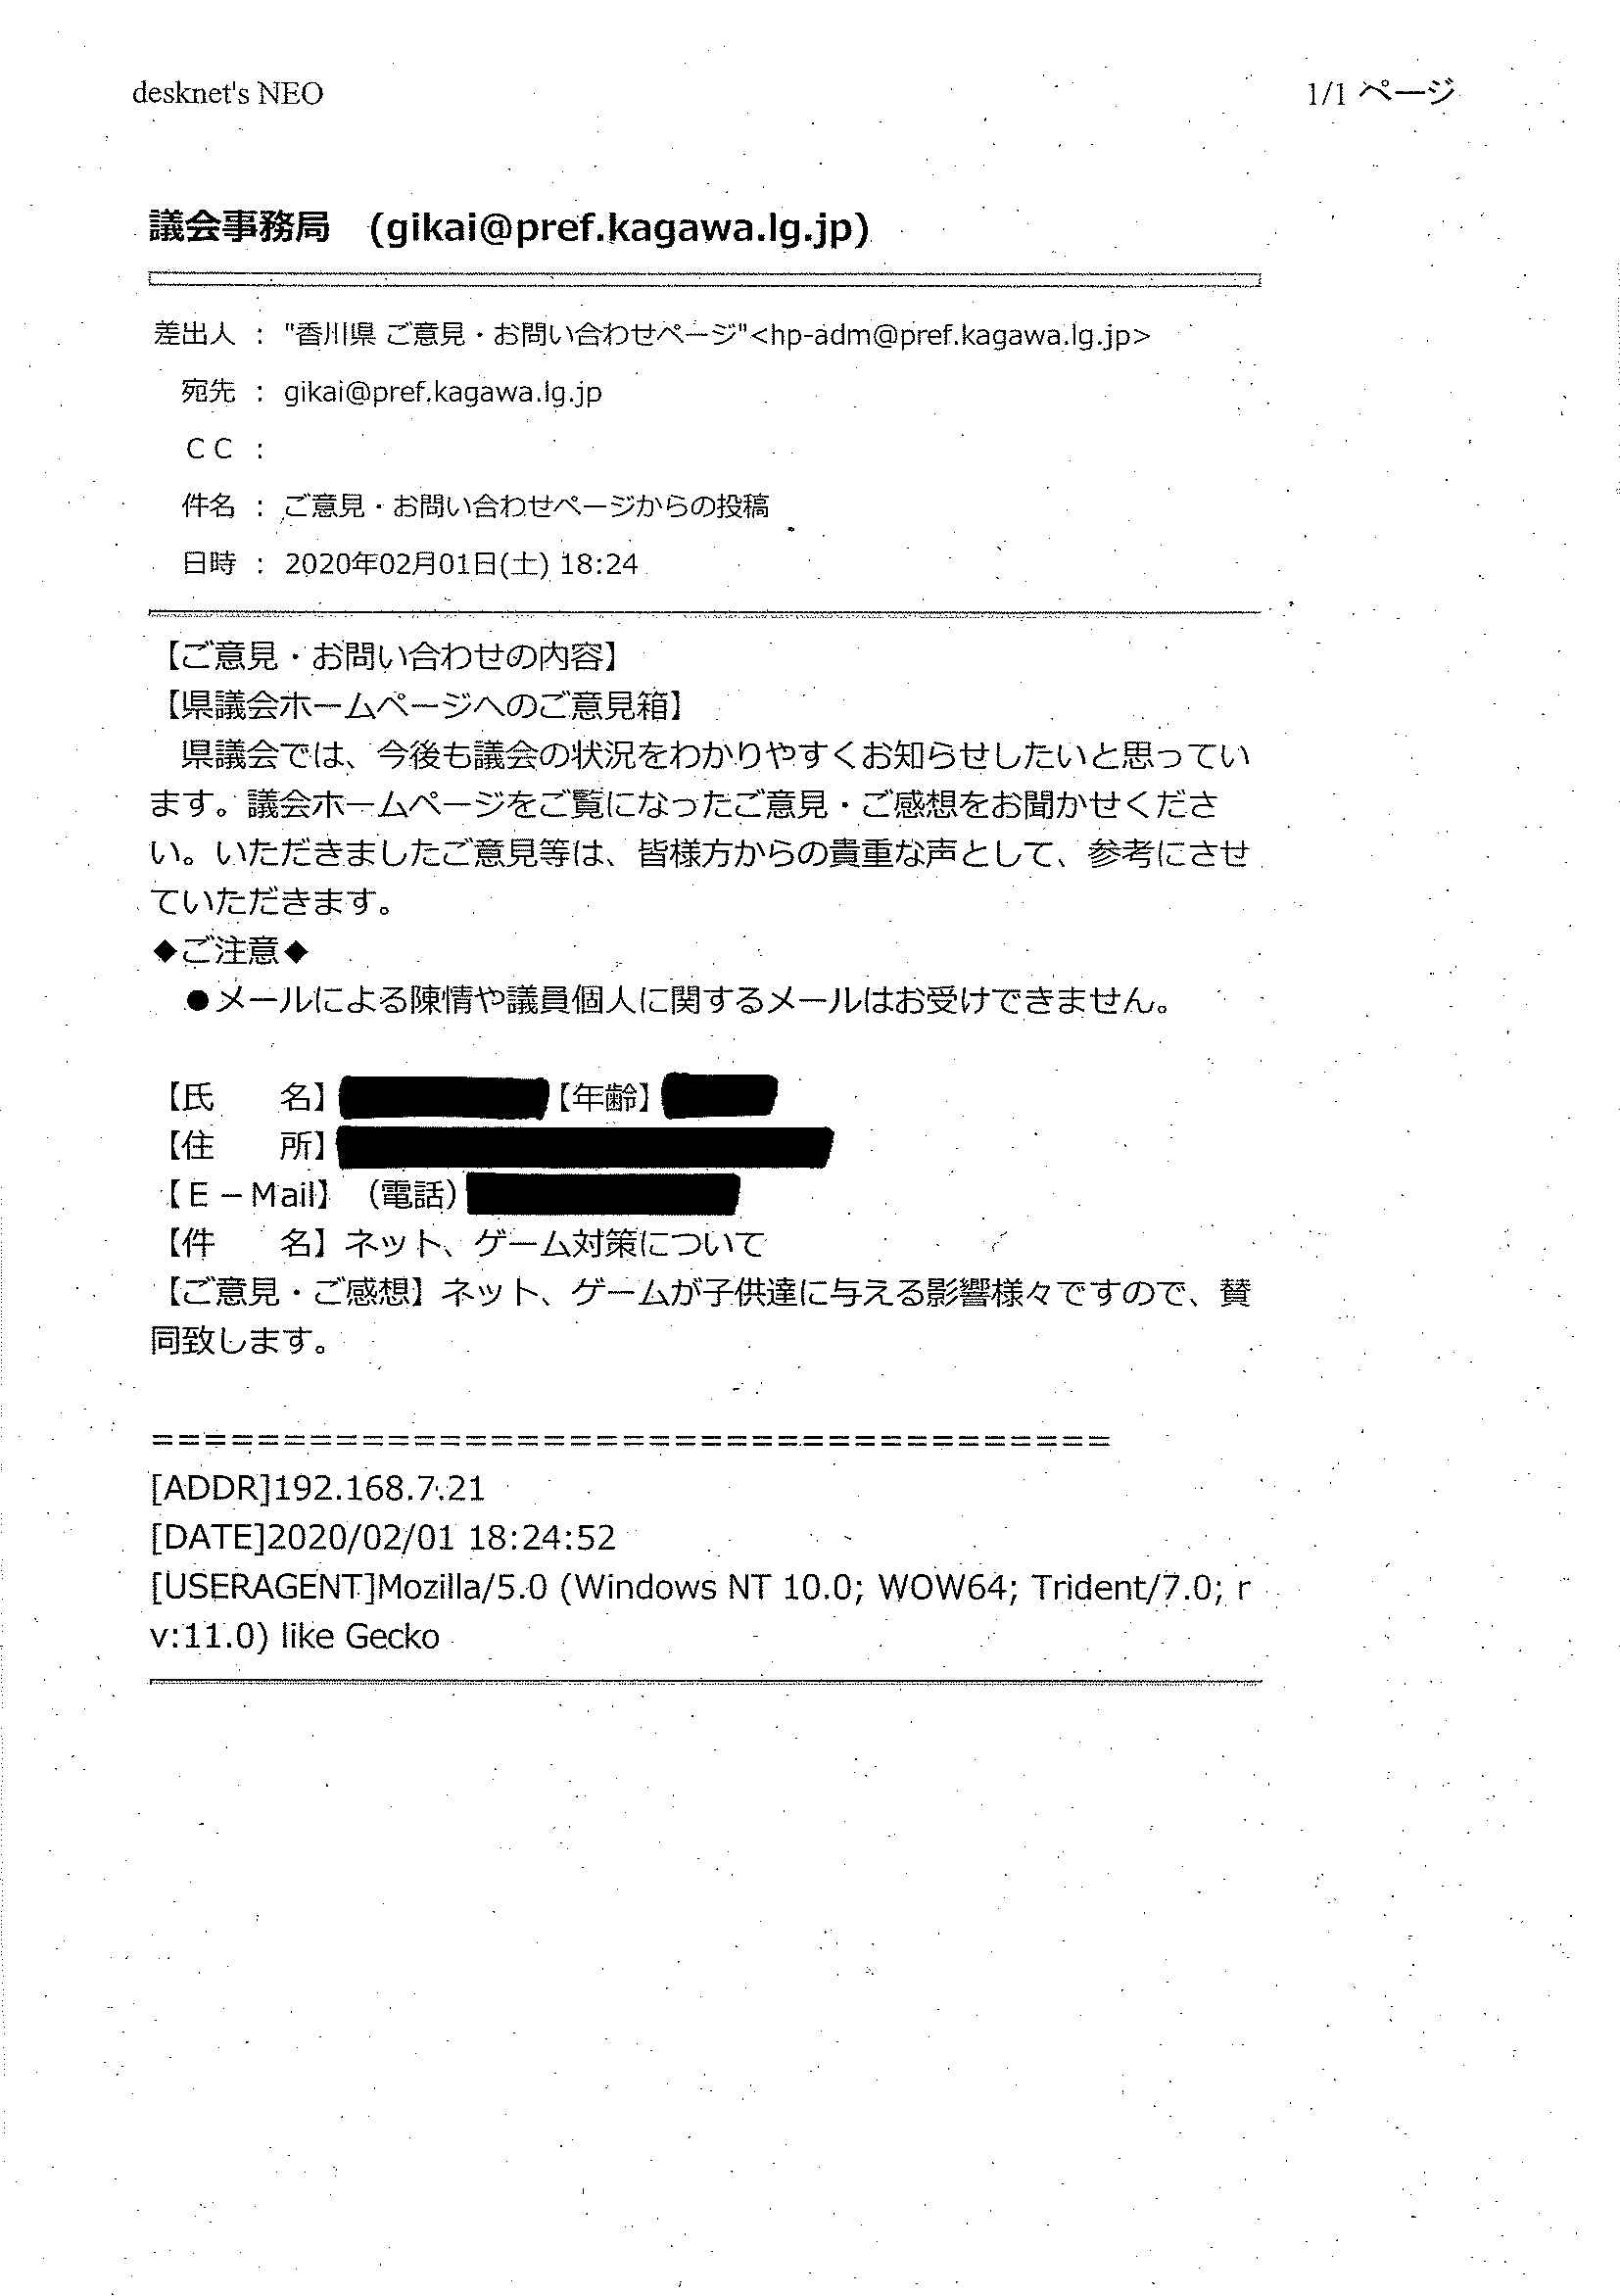 desknet's NEO
1/1 ページ
議会事務局　(gikai@pref.kagawa.lg.jp)
差出人 ： "香川県 ご意見・お問い合わせページ"<hp-adm@pref.kagawa.lg.jp>
宛先 ： gikai@pref.kagawa.lg.jp
ＣＣ ：
件名 ： ご意見・お問い合わせページからの投稿
日時 ： 2020年02月01日(土) 18:24
【ご意見・お問い合わせの内容】
【県議会ホームページへのご意見箱】
　県議会では、今後も議会の状況をわかりやすくお知らせしたいと思ってい
ます。議会ホームページをご覧になったご意見・ご感想をお聞かせくださ
い。いただきましたご意見等は、皆様方からの貴重な声として、参考にさせ
ていただきます。
◆ご注意◆
　●メールによる陳情や議員個人に関するメールはお受けできません。
【氏　　名】【年齢】
【住　　所】
【Ｅ－Mail】（電話）
【件　　名】ネット、ゲーム対策について
【ご意見・ご感想】ネット、ゲームが子供達に与える影響様々ですので、賛
同致します。
=====================================
[ADDR]192.168.7.21
[DATE]2020/02/01 18:24:52
[USERAGENT]Mozilla/5.0 (Windows NT 10.0; WOW64; Trident/7.0; r
v:11.0) like Gecko